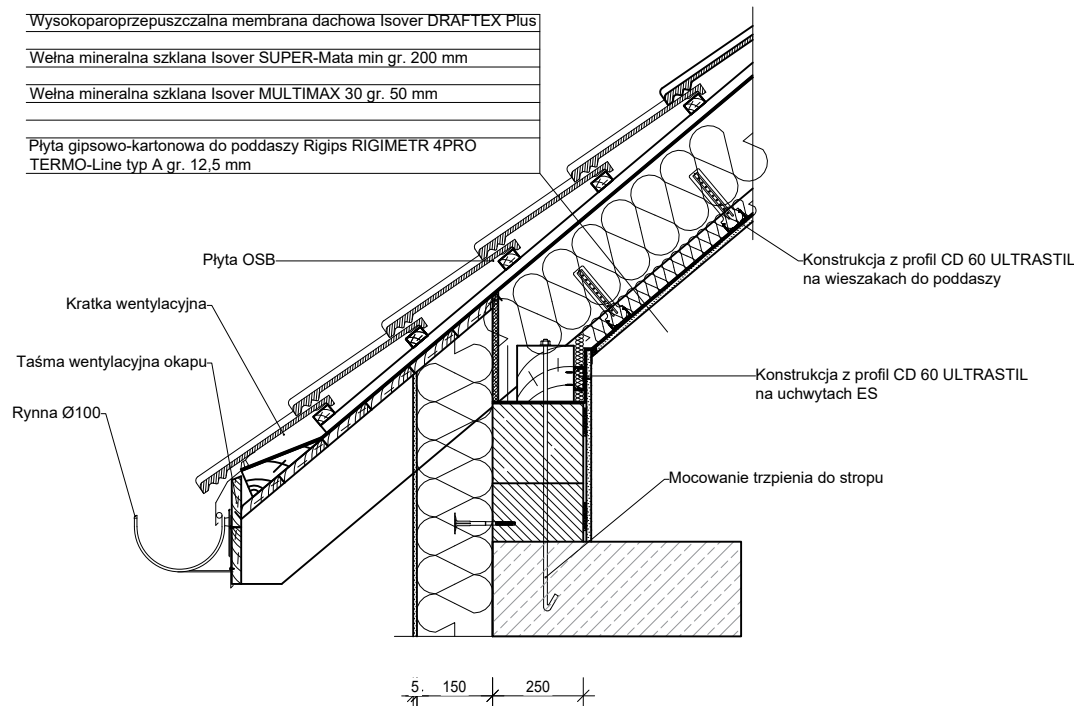 Wysokoparoprzepuszczalna membrana dachowa Isover DRAFTEX Plus
Wełna mineralna szklana Isover SUPER-Mata min gr. 200 mm
Wełna mineralna szklana Isover MULTIMAX 30 gr. 50 mm
Płyta gipsowo-kartonowa do poddaszy Rigips RIGIMETR 4PRO
TERMO-Line typ A gr. 12,5 mm
Płyta OSB
Kratka wentylacyjna
Taśma wentylacyjna okapu
Rynna Ø100
Konstrukcja z profil CD 60 ULTRASTIL
na wieszakach do poddaszy
Konstrukcja z profil CD 60 ULTRASTIL
na uchwytach ES
Mocowanie trzpienia do stropu
5. 150 250